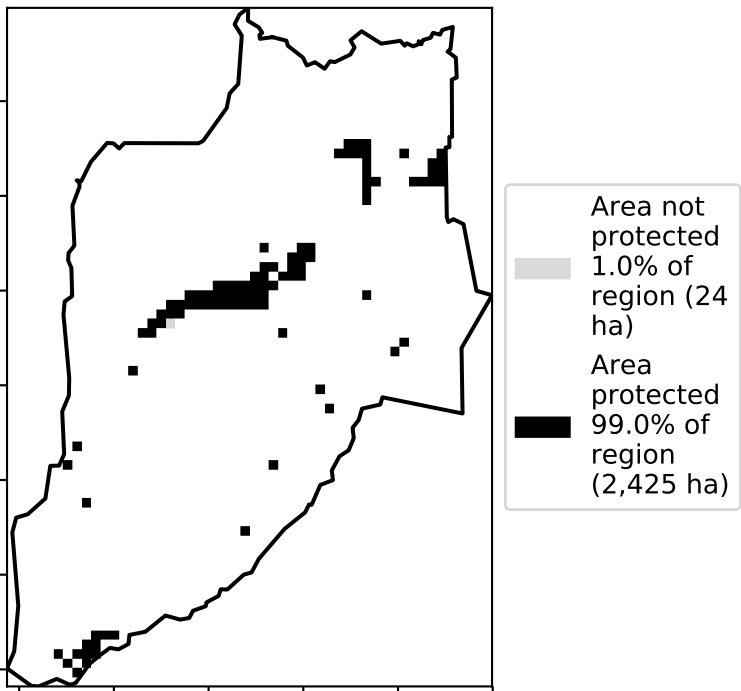 Area not
protected
1.0% of
region (24
ha)
Area
protected
99.0% of
region
(2,425 ha)